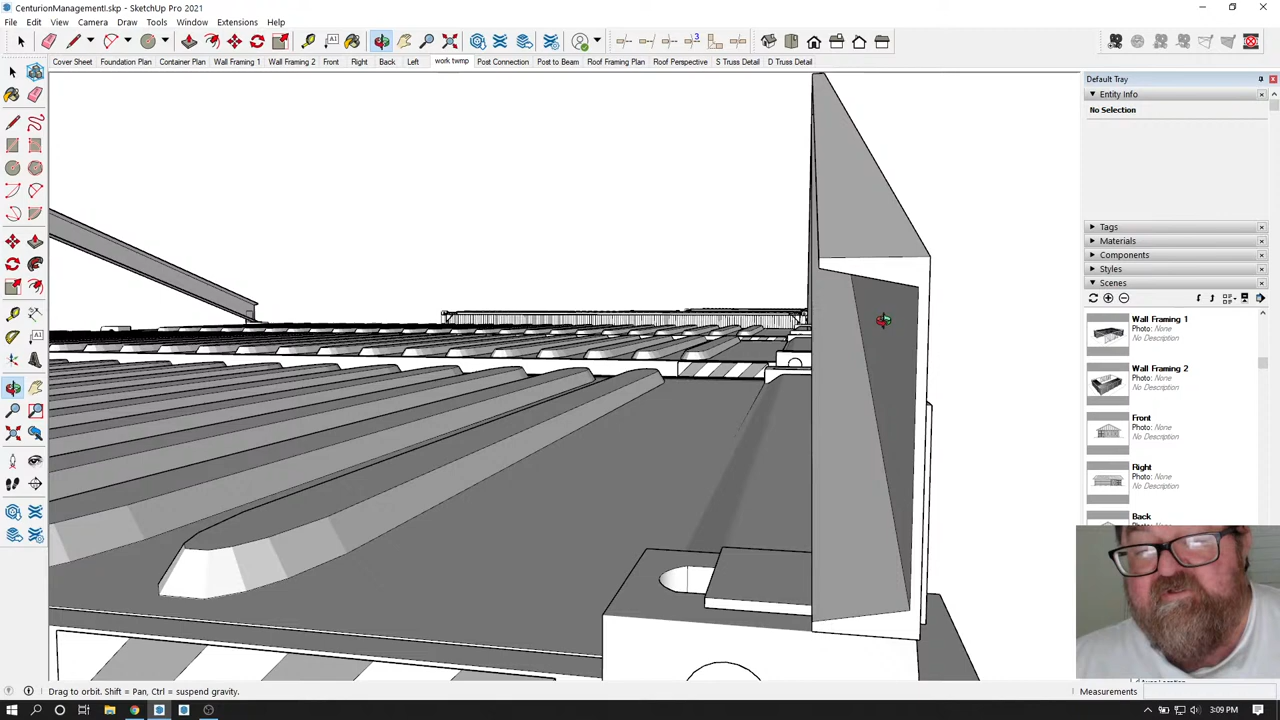 CenturionManagementI.skp - SketchUp Pro 2021
File Edit View Camera Draw Tools Window Extensions Help
A1
3
Cover Sheet Foundation Plan Container Plan Wall Framing 1 Wall Framing 2 Front Right Back Left work twmp Post Connection Post to Beam Roof Framing Plan Roof Perspective S Truss Detail D Truss Detail
Default Tray
Entity Info
No Selection
Tags
Materials
Components
Styles
Scenes
Wall Framing 1
Photo: None
No Description
Wall Framing 2
Photo: None
No Description
Front
Photo: None
No Description
Right
Photo: None
No Description
Back
Drag to orbit. Shift = Pan, Ctrl = suspend gravity.
Measurements
3:09 PM